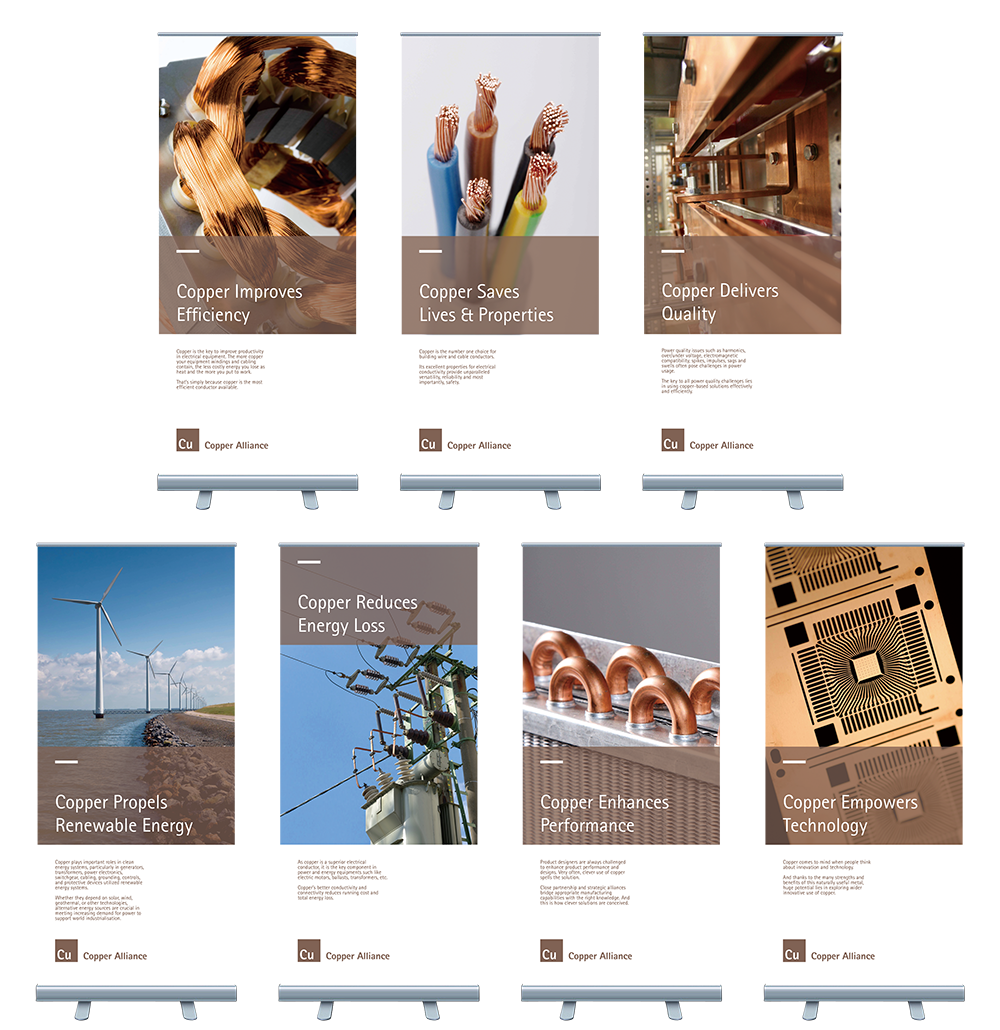 Copper Improves
Efficiency
Copper is the key to improve productivity
in electrical equipment. The more copper
your equipment windings and cabling
contain, the less costly energy you lose as
heat and the more you put to work.
That's simply because copper is the most
efficient conductor available.
Cu Copper Alliance
Copper Saves
Lives & Properties
Copper is the number one choice for
building wire and cable conductors.
Its excellent properties for electrical
conductivity provide unparalleled
versatility, reliability and most
importantly, safety.
Cu Copper Alliance
Copper Delivers
Quality
Power quality issues such as harmonics,
over/under voltage, electromagnetic
compatibility, spikes, impulses, sags and
swells often pose challenges in power
usage.
The key to all power quality challenges lies
in using copper-based solutions effectively
and efficiently.
Cu Copper Alliance
Copper Propels
Renewable Energy
Copper plays important roles in clean
energy systems, particularly in generators,
transformers, power electronics,
switchgear, cabling, grounding, controls,
and protective devices utilized renewable
energy systems.
Whether they depend on solar, wind,
geothermal, or other technologies,
alternative energy sources are crucial in
meeting increasing demand for power to
support world industrialisation.
Cu Copper Alliance
Copper Reduces
Energy Loss
As copper is a superior electrical
conductor, it is the key component in
power and energy equipments such like
electric motors, ballasts, transformers, etc.
Copper's better conductivity and
connectivity reduces running cost and
total energy loss.
Cu Copper Alliance
Copper Enhances
Performance
Product designers are always challenged
to enhance product performance and
designs. Very often, clever use of copper
spells the solution.
Close partnership and strategic alliances
bridge appropriate manufacturing
capabilities with the right knowledge. And
this is how clever solutions are conceived.
Cu Copper Alliance
Copper Empowers
Technology
Copper comes to mind when people think
about innovation and technology.
And thanks to the many strengths and
benefits of this naturally useful metal,
huge potential lies in exploring wider
innovative use of copper.
Cu Copper Alliance